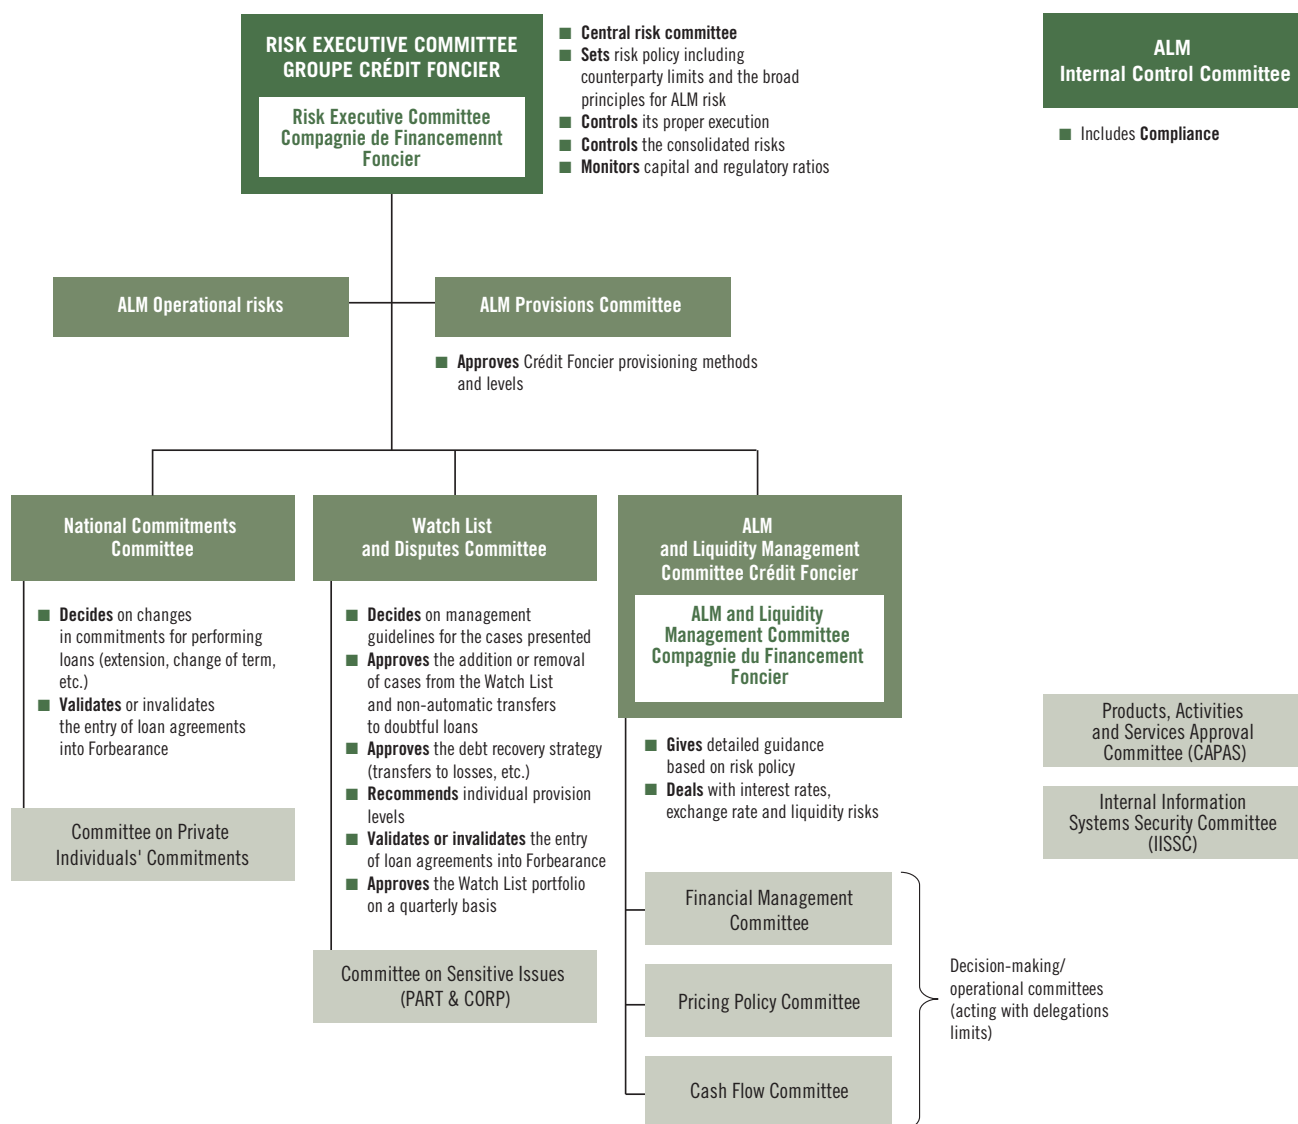 RISK EXECUTIVE COMMITTEE
GROUPE CRÉDIT FONCIER
Risk Executive Committee
Compagnie de Financemennt
Foncier
■ Central risk committee
■ Sets risk policy including
counterparty limits and the broad
principles for ALM risk
■ Controls its proper execution
■ Controls the consolidated risks
■ Monitors capital and regulatory ratios
ALM
Internal Control Committee
■ Includes Compliance
ALM Operational risks
ALM Provisions Committee
■ Approves Crédit Foncier provisioning methods
and levels
National Commitments
Committee
■ Decides on changes
in commitments for performing
loans (extension, change of term,
etc.)
■ Validates or invalidates
the entry of loan agreements
into Forbearance
Committee on Private
Individuals' Commitments
Watch List
and Disputes Committee
■ Decides on management
guidelines for the cases presented
■ Approves the addition or removal
of cases from the Watch List
and non-automatic transfers
to doubtful loans
■ Approves the debt recovery strategy
(transfers to losses, etc.)
■ Recommends individual provision
levels
■ Validates or invalidates the entry
of loan agreements into Forbearance
■ Approves the Watch List portfolio
on a quarterly basis
Committee on Sensitive Issues
(PART & CORP)
ALM
and Liquidity Management
Committee Crédit Foncier
ALM and Liquidity
Management Committee
Compagnie du Financement
Foncier
■ Gives detailed guidance
based on risk policy
■ Deals with interest rates,
exchange rate and liquidity risks
Financial Management
Committee
Pricing Policy Committee
Cash Flow Committee
Decision-making/
operational committees
(acting with delegations
limits)
Products, Activities
and Services Approval
Committee (CAPAS)
Internal Information
Systems Security Committee
(IISSC)